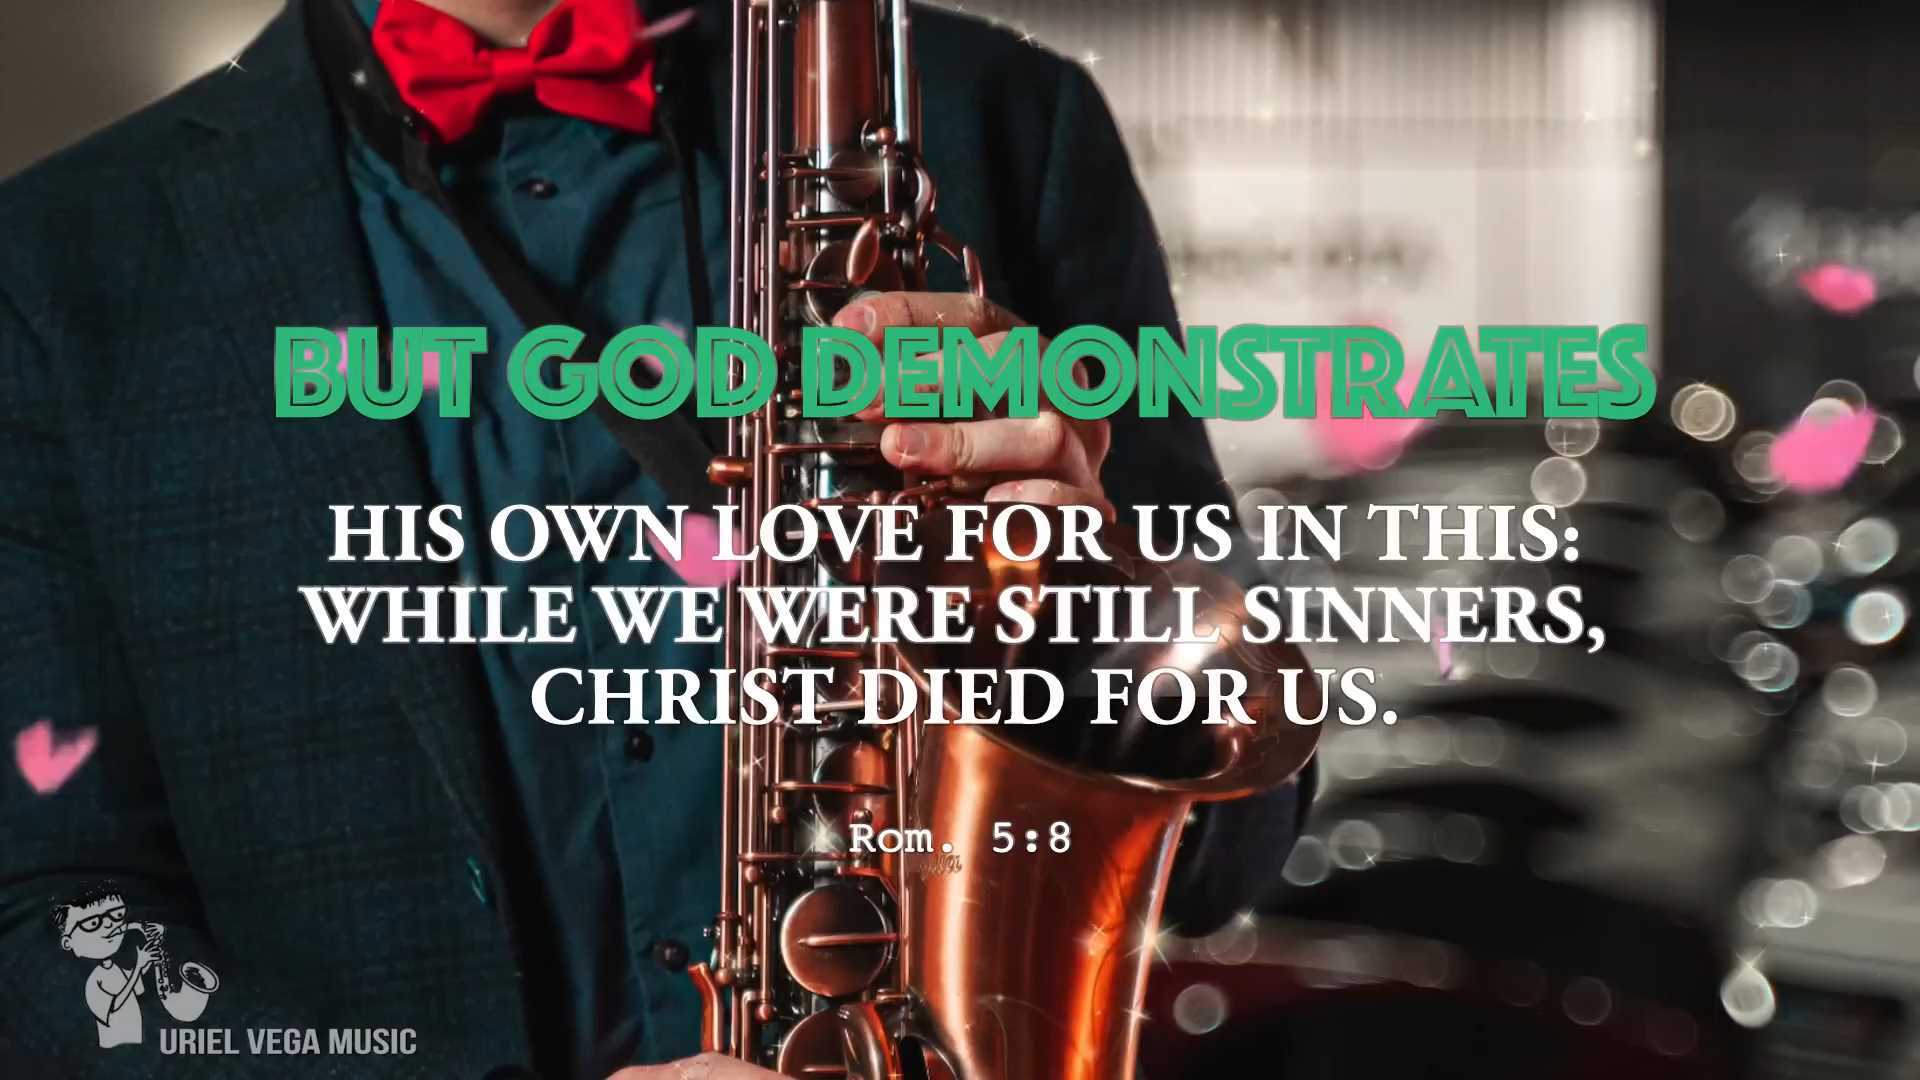 BUT GOD DEMONSTRATES
HIS OWN LOVE FOR US IN THIS:
WHILE WE WERE STILL SINNERS,
CHRIST DIED FOR US.
Rom. 5:8
URIEL VEGA MUSIC